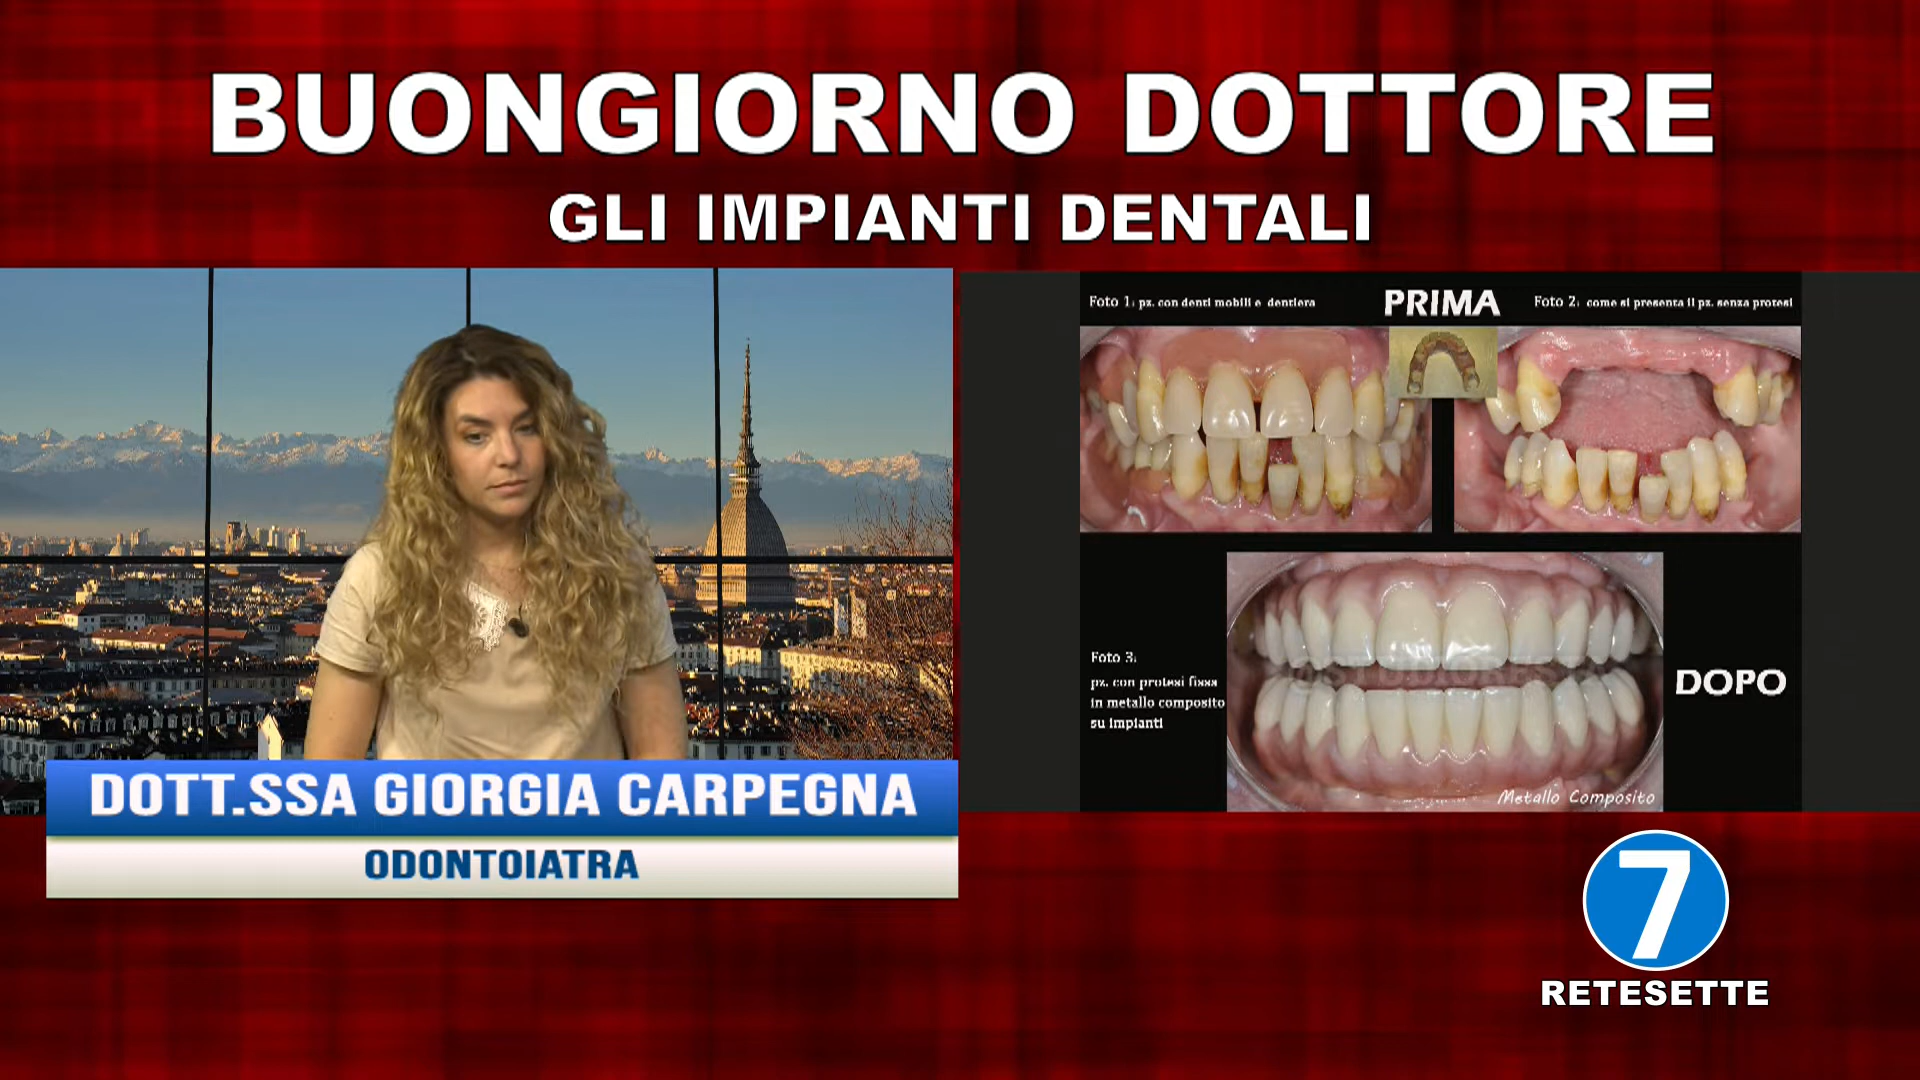 BUONGIORNO DOTTORE
GLI IMPIANTI DENTALI
Foto 1: pz. con denti mobili e dentiera
PRIMA
Foto 2: come si presenta il pz. senza protesi
Foto 3:
pz. con protesi fissa
in metallo composito
su impianti
DOPO
Metallo Composito
DOTT.SSA GIORGIA CARPEGNA
ODONTOIATRA
7
RETESETTE